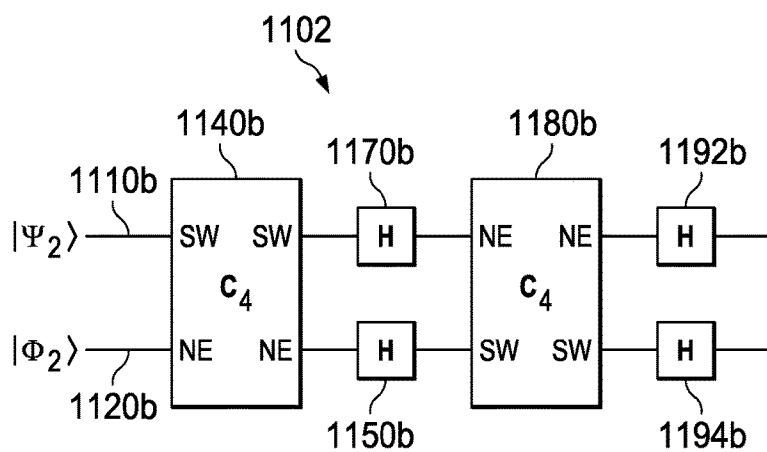 1102
1140b 1180b
1110b 1170b 1192b
|Ψ₂⟩ SW SW H NE NE H
C₄ C₄
|Φ₂⟩ NE NE H SW SW H
1120b 1150b 1194b